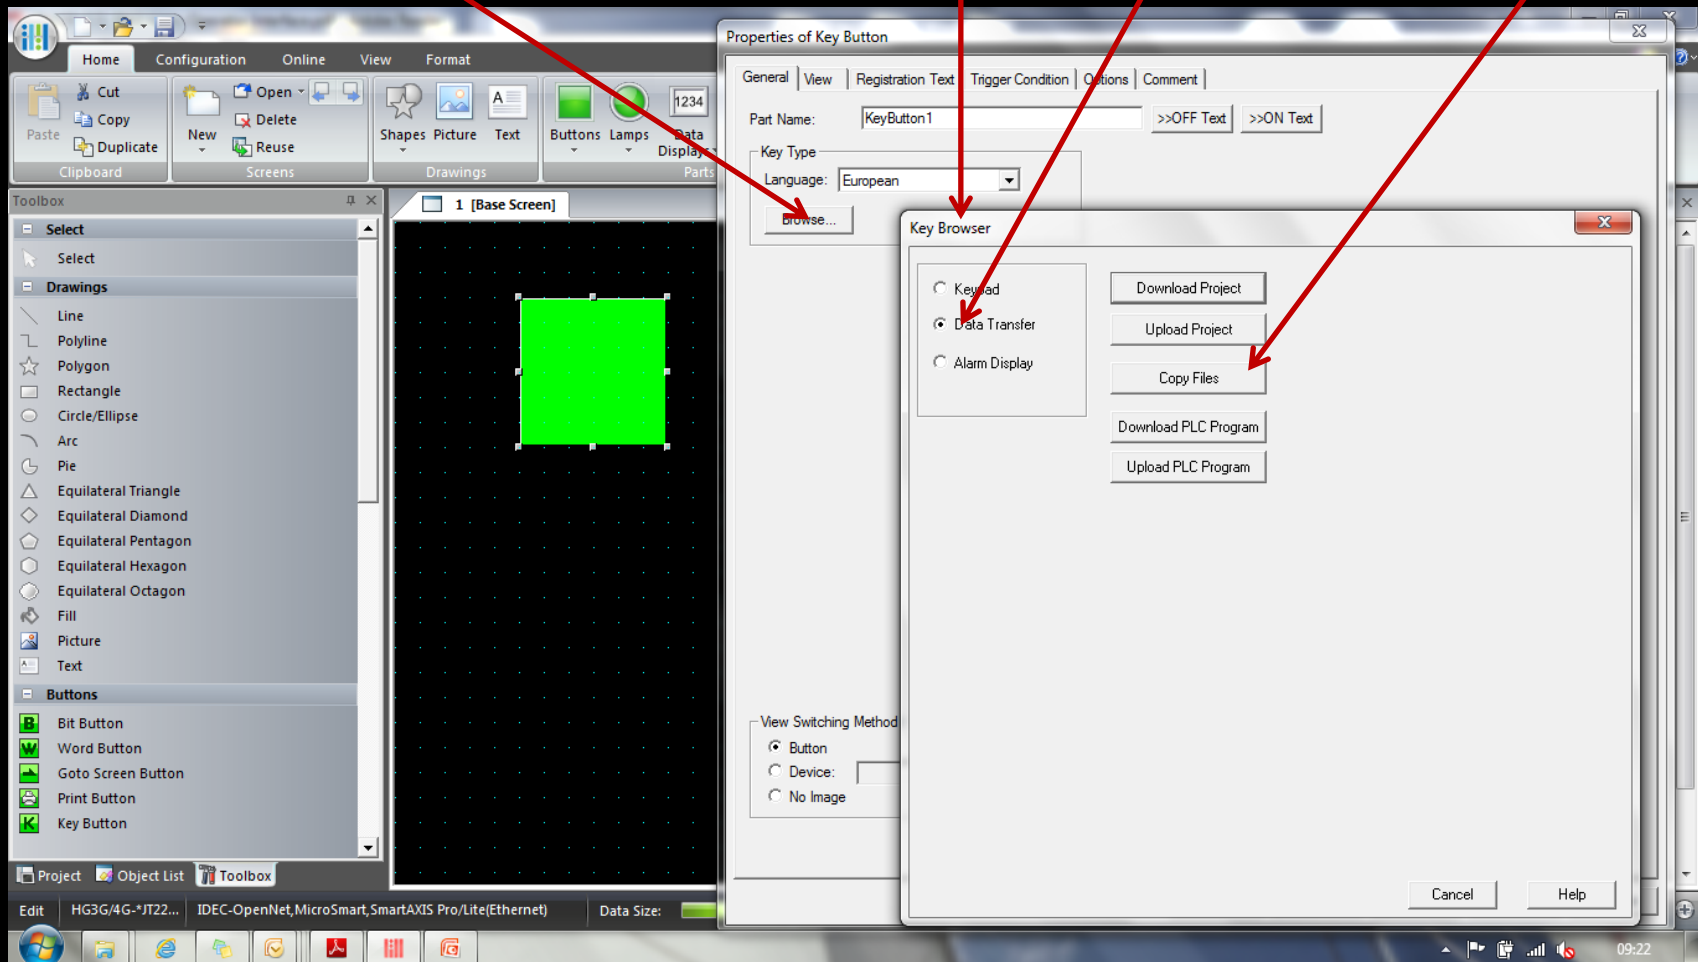 Home Configuration Online View Format
Cut
Copy
Duplicate
Paste
Clipboard
New
Open
Delete
Reuse
Screens
Shapes Picture Text
Drawings
Buttons Lamps Data Displays
1234
Parts
Toolbox
Select
Select
Drawings
Line
Polyline
Polygon
Rectangle
Circle/Ellipse
Arc
Pie
Equilateral Triangle
Equilateral Diamond
Equilateral Pentagon
Equilateral Hexagon
Equilateral Octagon
Fill
Picture
Text
Buttons
B Bit Button
W Word Button
Goto Screen Button
Print Button
K Key Button
Project Object List Toolbox
1 [Base Screen]
Properties of Key Button
General View Registration Text Trigger Condition Options Comment
Part Name: KeyButton1 >>OFF Text >>ON Text
Key Type
Language: European
Browse...
View Switching Method
Button
Device:
No Image
Key Browser
Keypad
Data Transfer
Alarm Display
Download Project
Upload Project
Copy Files
Download PLC Program
Upload PLC Program
Cancel Help
Edit HG3G/4G-*JT22... IDEC-OpenNet,MicroSmart,SmartAXIS Pro/Lite(Ethernet) Data Size:
09:22